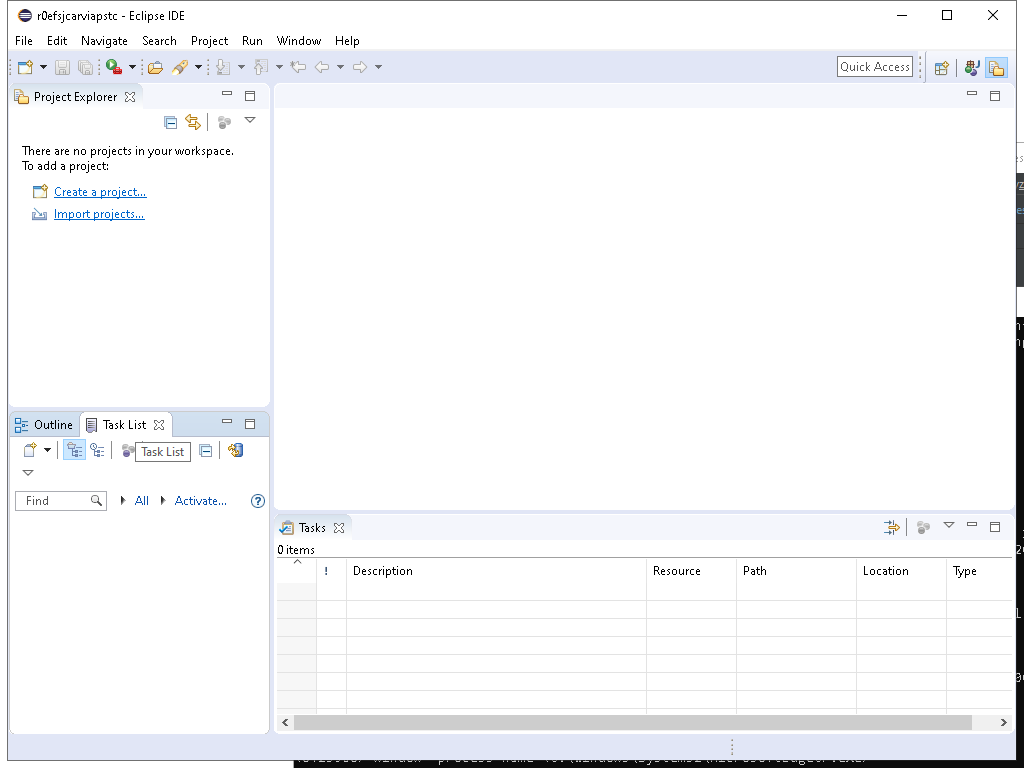 r0efsjcarviapstc - Eclipse IDE
File Edit Navigate Search Project Run Window Help
Quick Access
Project Explorer
There are no projects in your workspace.
To add a project:
Create a project...
Import projects...
Outline Task List
Task List
Find All Activate...
Tasks
0 items
! Description Resource Path Location Type